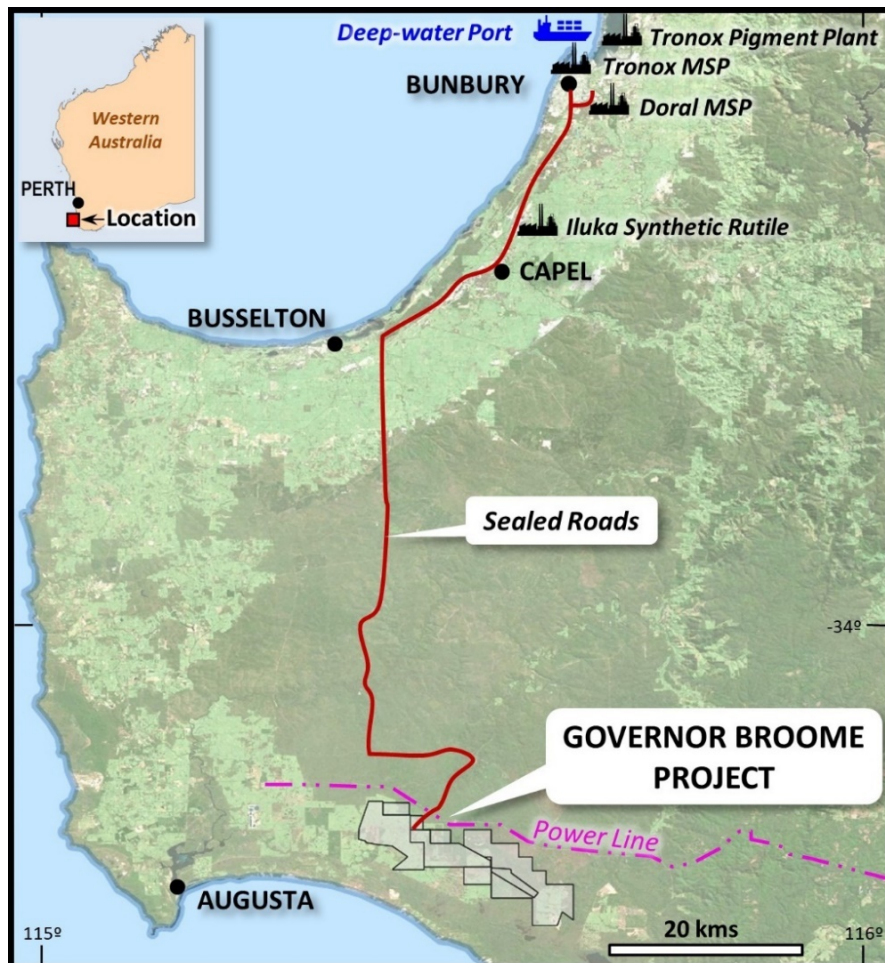 Deep-water Port
Tronox Pigment Plant
Tronox MSP
BUNBURY
Doral MSP
Western
Australia
PERTH
Location
Iluka Synthetic Rutile
CAPEL
BUSSELTON
Sealed Roads
-34º
GOVERNOR BROOME
PROJECT
Power Line
AUGUSTA
20 kms
115º
116º